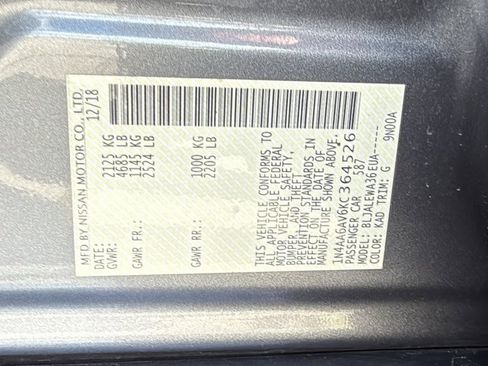 MFD BY NISSAN MOTOR CO., LTD.
DATE: 12/18
GVWR: 2125 KG
4685 LB
GAWR FR: 1145 KG
2524 LB
GAWR RR: 1000 KG
2205 LB
THIS VEHICLE CONFORMS TO
ALL APPLICABLE FEDERAL
MOTOR VEHICLE SAFETY,
BUMPER, AND THEFT
PREVENTION STANDARDS IN
EFFECT ON THE DATE OF
MANUFACTURE SHOWN ABOVE.
1N4AA6AV6KC364526
PASSENGER CAR 587
MODEL: BLJALEWA36EUA------
COLOR: KAD TRIM: G 9N00A